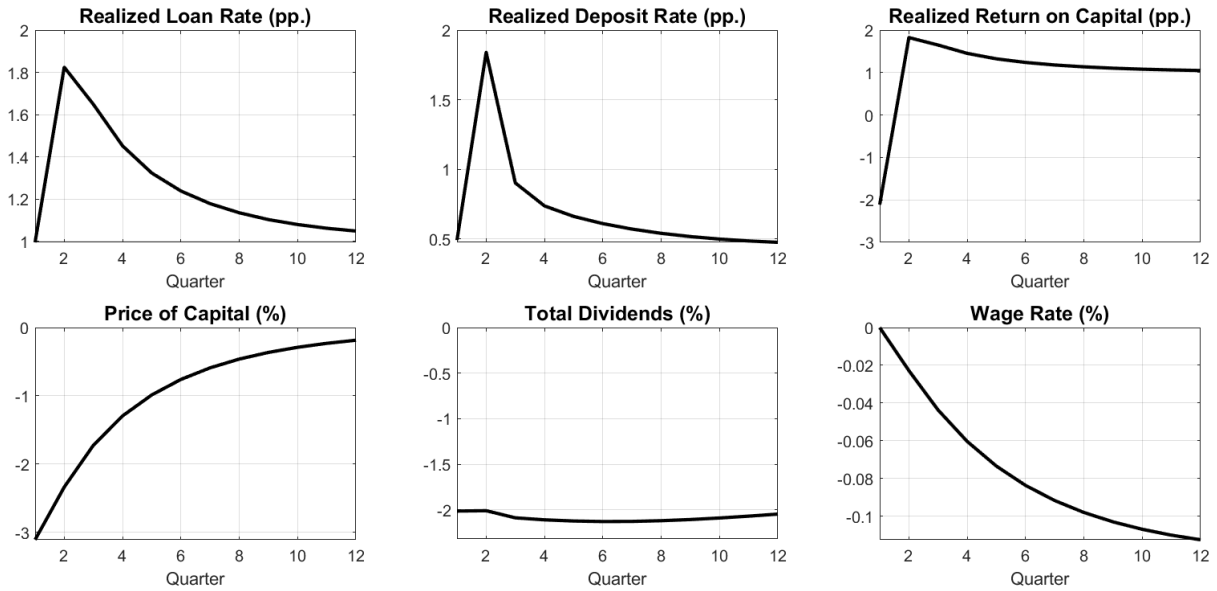 Realized Loan Rate (pp.)
2
1.8
1.6
1.4
1.2
1
2 4 6 8 10 12
Quarter
Realized Deposit Rate (pp.)
2
1.5
1
0.5
2 4 6 8 10 12
Quarter
Realized Return on Capital (pp.)
2
1
0
-1
-2
-3
2 4 6 8 10 12
Quarter
Price of Capital (%)
0
-1
-2
-3
2 4 6 8 10 12
Quarter
Total Dividends (%)
0
-0.5
-1
-1.5
-2
2 4 6 8 10 12
Quarter
Wage Rate (%)
0
-0.02
-0.04
-0.06
-0.08
-0.1
2 4 6 8 10 12
Quarter